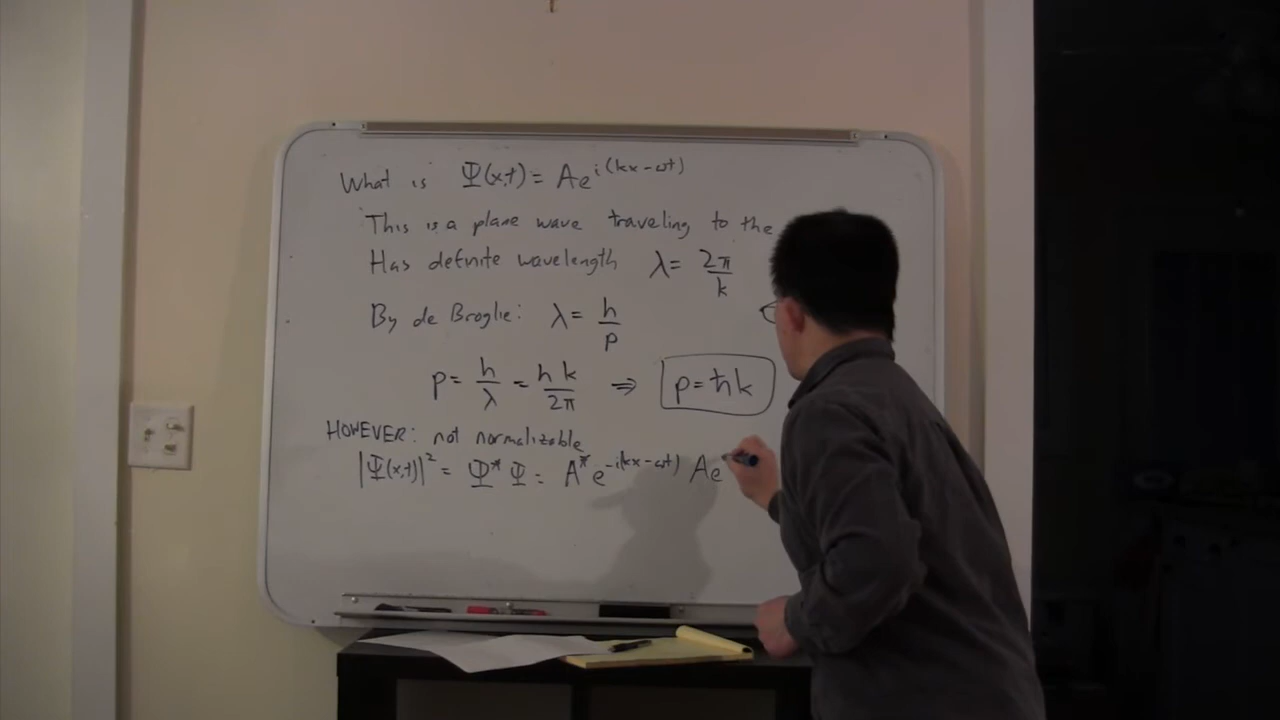 What is Ψ(x,t) = Ae^{i(kx-ωt)}
This is a plane wave traveling to the
Has definite wavelength λ = 2π/k
By de Broglie: λ = h/p
p = h/λ = hk/2π ⇒ p = ħk
HOWEVER: not normalizable
|Ψ(x,t)|² = Ψ*Ψ = A*e^{-i(kx-ωt)} Ae